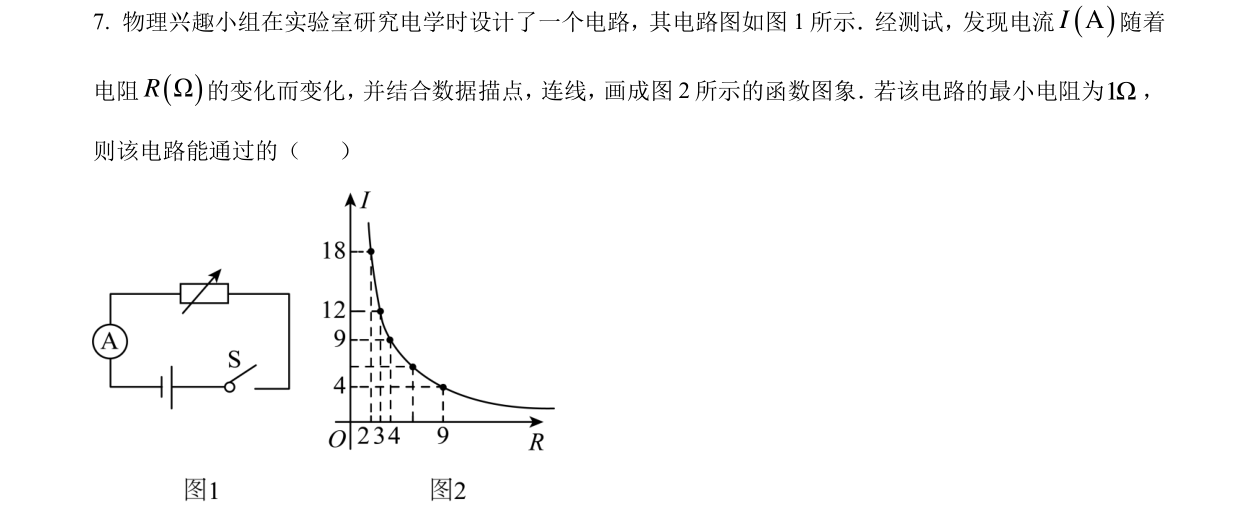 7. 物理兴趣小组在实验室研究电学时设计了一个电路，其电路图如图 1 所示．经测试，发现电流 I(A) 随着
电阻 R(Ω) 的变化而变化，并结合数据描点，连线，画成图 2 所示的函数图象．若该电路的最小电阻为1Ω，
则该电路能通过的（　　）
A
S
图1
I
18
12
9
4
O 2 3 4 9 R
图2